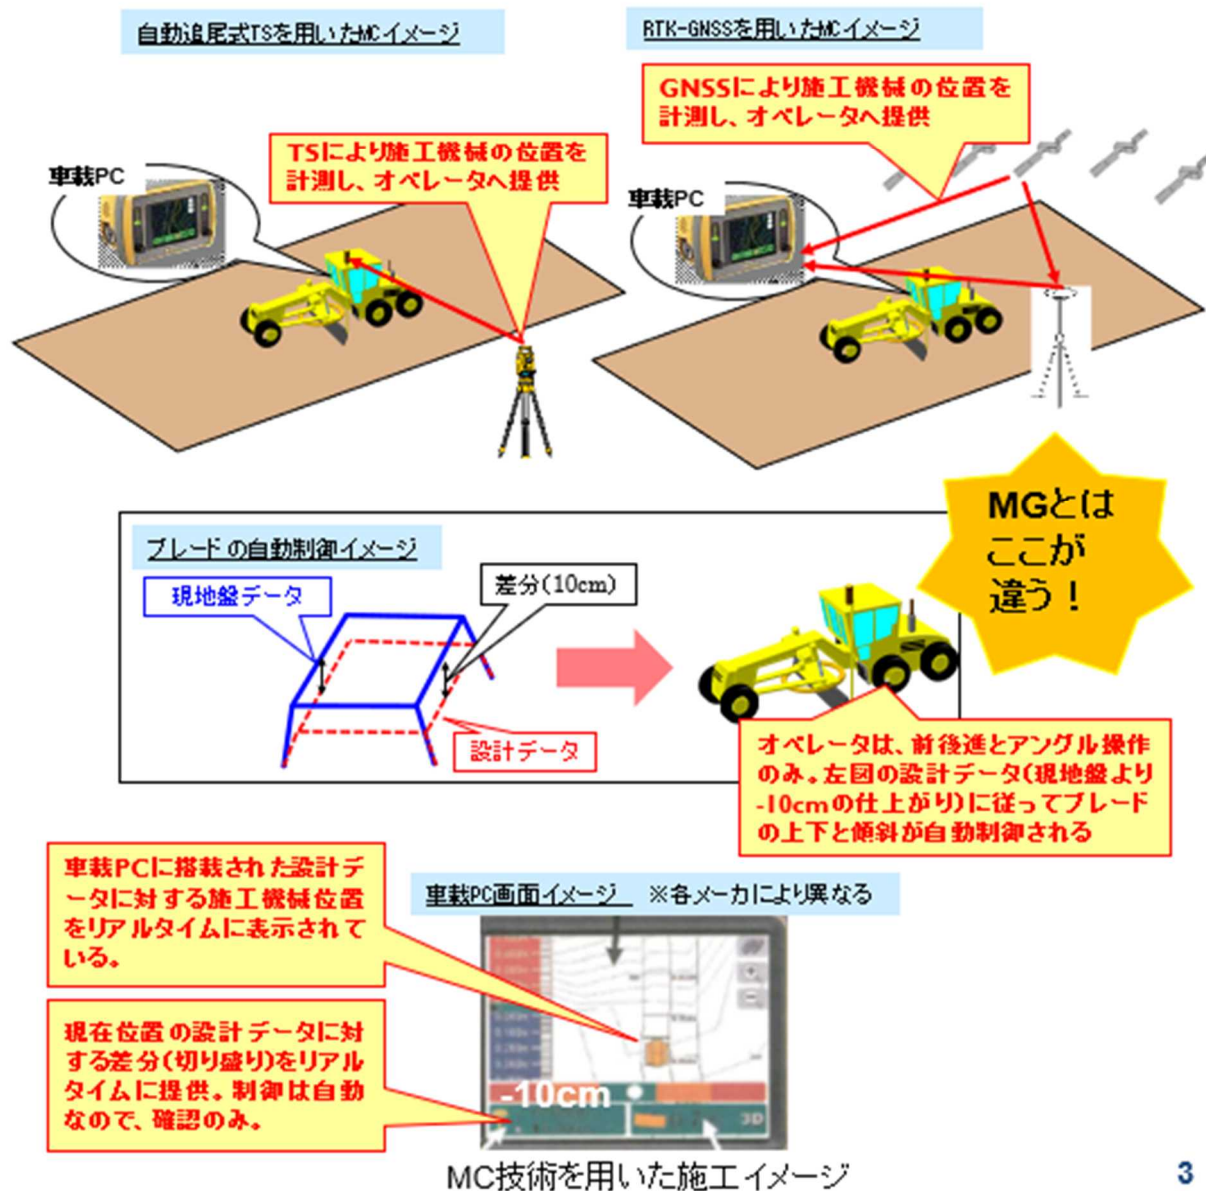 自動追尾式TSを用いたMCイメージ
RTK-GNSSを用いたMCイメージ
GNSSにより施工機械の位置を
計測し、オペレータへ提供
TSにより施工機械の位置を
計測し、オペレータへ提供
車載PC
車載PC
MGとは
ここが
違う！
ブレードの自動制御イメージ
現地盤データ
差分(10cm)
設計データ
オペレータは、前後進とアングル操作
のみ。左図の設計データ(現地盤より
-10cmの仕上がり)に従ってブレード
の上下と傾斜が自動制御される
車載PCに搭載された設計デ
ータに対する施工機械位置
をリアルタイムに表示されて
いる。
車載PC画面イメージ　※各メーカにより異なる
現在位置の設計データに対
する差分(切り盛り)をリアル
タイムに提供。制御は自動
なので、確認のみ。
-10cm
3D
MC技術を用いた施工イメージ
3